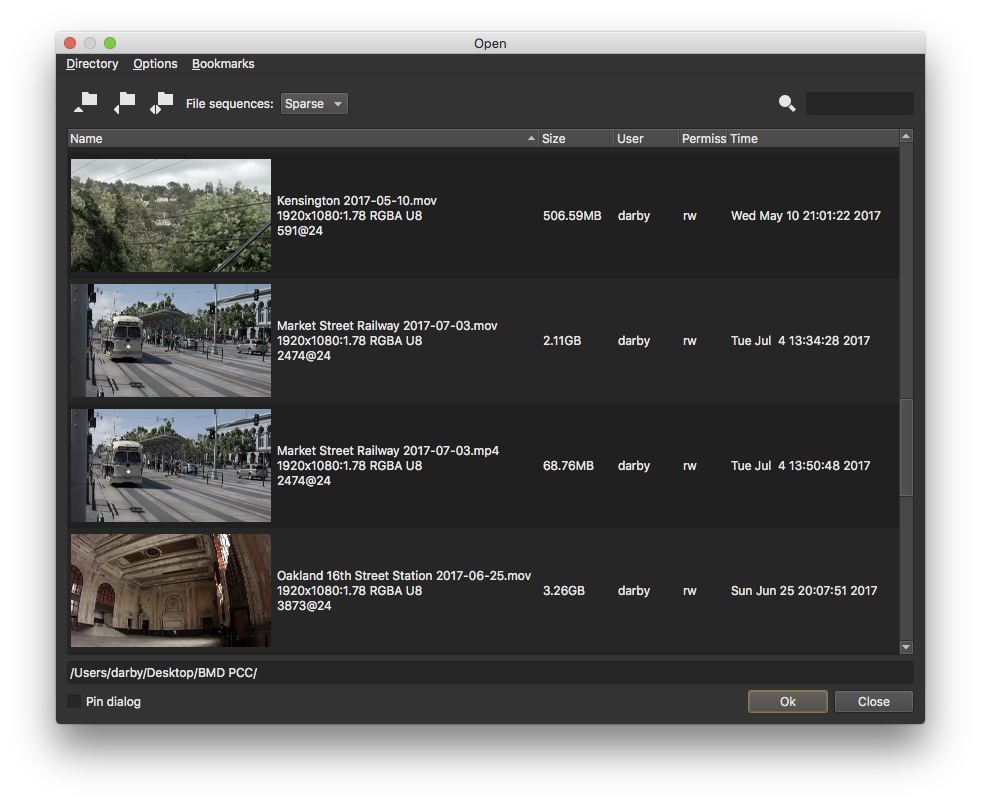 Open
Directory Options Bookmarks
File sequences: Sparse
Name Size User Permiss Time
Kensington 2017-05-10.mov
1920x1080:1.78 RGBA U8 506.59MB darby rw Wed May 10 21:01:22 2017
591@24
Market Street Railway 2017-07-03.mov
1920x1080:1.78 RGBA U8 2.11GB darby rw Tue Jul  4 13:34:28 2017
2474@24
Market Street Railway 2017-07-03.mp4
1920x1080:1.78 RGBA U8 68.76MB darby rw Tue Jul  4 13:50:48 2017
2474@24
Oakland 16th Street Station 2017-06-25.mov
1920x1080:1.78 RGBA U8 3.26GB darby rw Sun Jun 25 20:07:51 2017
3873@24
/Users/darby/Desktop/BMD PCC/
Pin dialog Ok Close